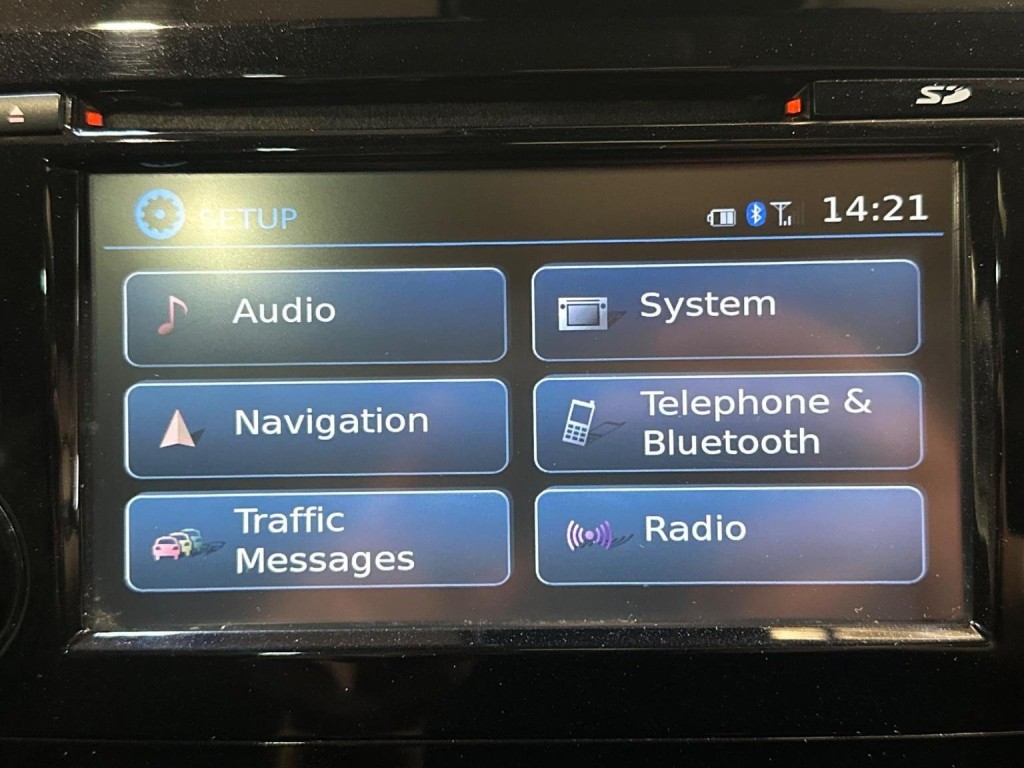 SD
SETUP
14:21
Audio
System
Navigation
Telephone &
Bluetooth
Traffic
Messages
Radio